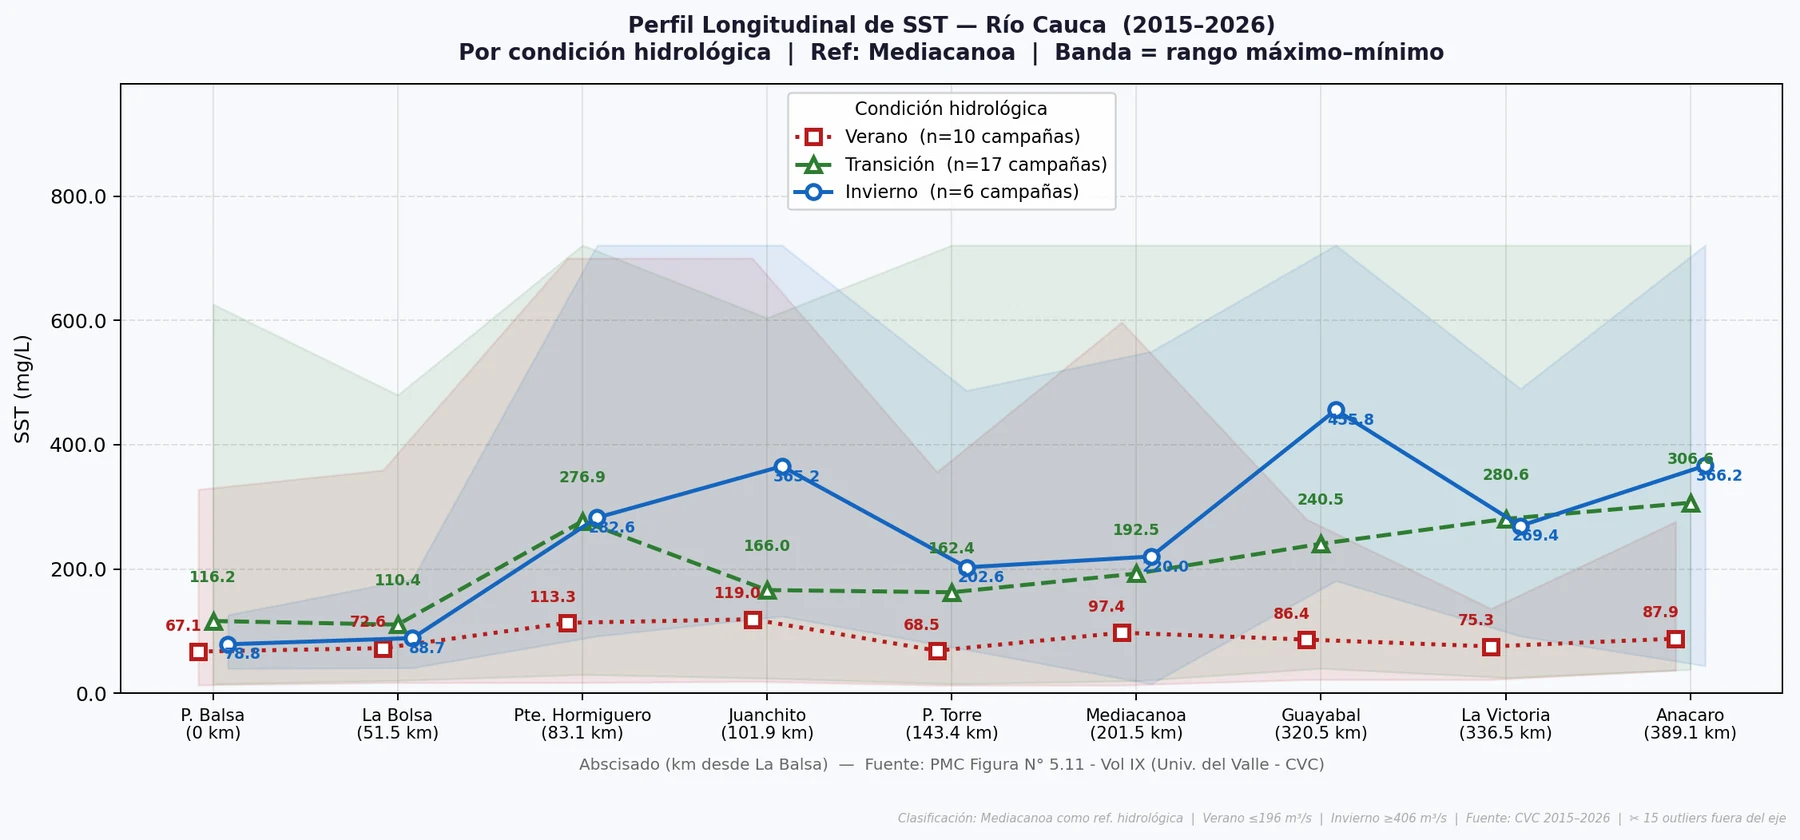 Perfil Longitudinal de SST — Río Cauca (2015–2026)
Por condición hidrológica | Ref: Mediacanoa | Banda = rango máximo–mínimo
Condición hidrológica
Verano (n=10 campañas)
Transición (n=17 campañas)
Invierno (n=6 campañas)
SST (mg/L)
800.0
600.0
400.0
200.0
0.0
67.1
72.6
113.3
119.0
68.5
97.4
86.4
75.3
87.9
116.2
110.4
276.9
166.0
162.4
192.5
240.5
280.6
306.6
78.8
88.7
282.6
365.2
202.6
220.0
455.8
269.4
366.2
P. Balsa
(0 km)
La Bolsa
(51.5 km)
Pte. Hormiguero
(83.1 km)
Juanchito
(101.9 km)
P. Torre
(143.4 km)
Mediacanoa
(201.5 km)
Guayabal
(320.5 km)
La Victoria
(336.5 km)
Anacaro
(389.1 km)
Abscisado (km desde La Balsa) — Fuente: PMC Figura N° 5.11 - Vol IX (Univ. del Valle - CVC)
Clasificación: Mediacanoa como ref. hidrológica | Verano ≤196 m³/s | Invierno ≥406 m³/s | Fuente: CVC 2015–2026 | ✂ 15 outliers fuera del eje